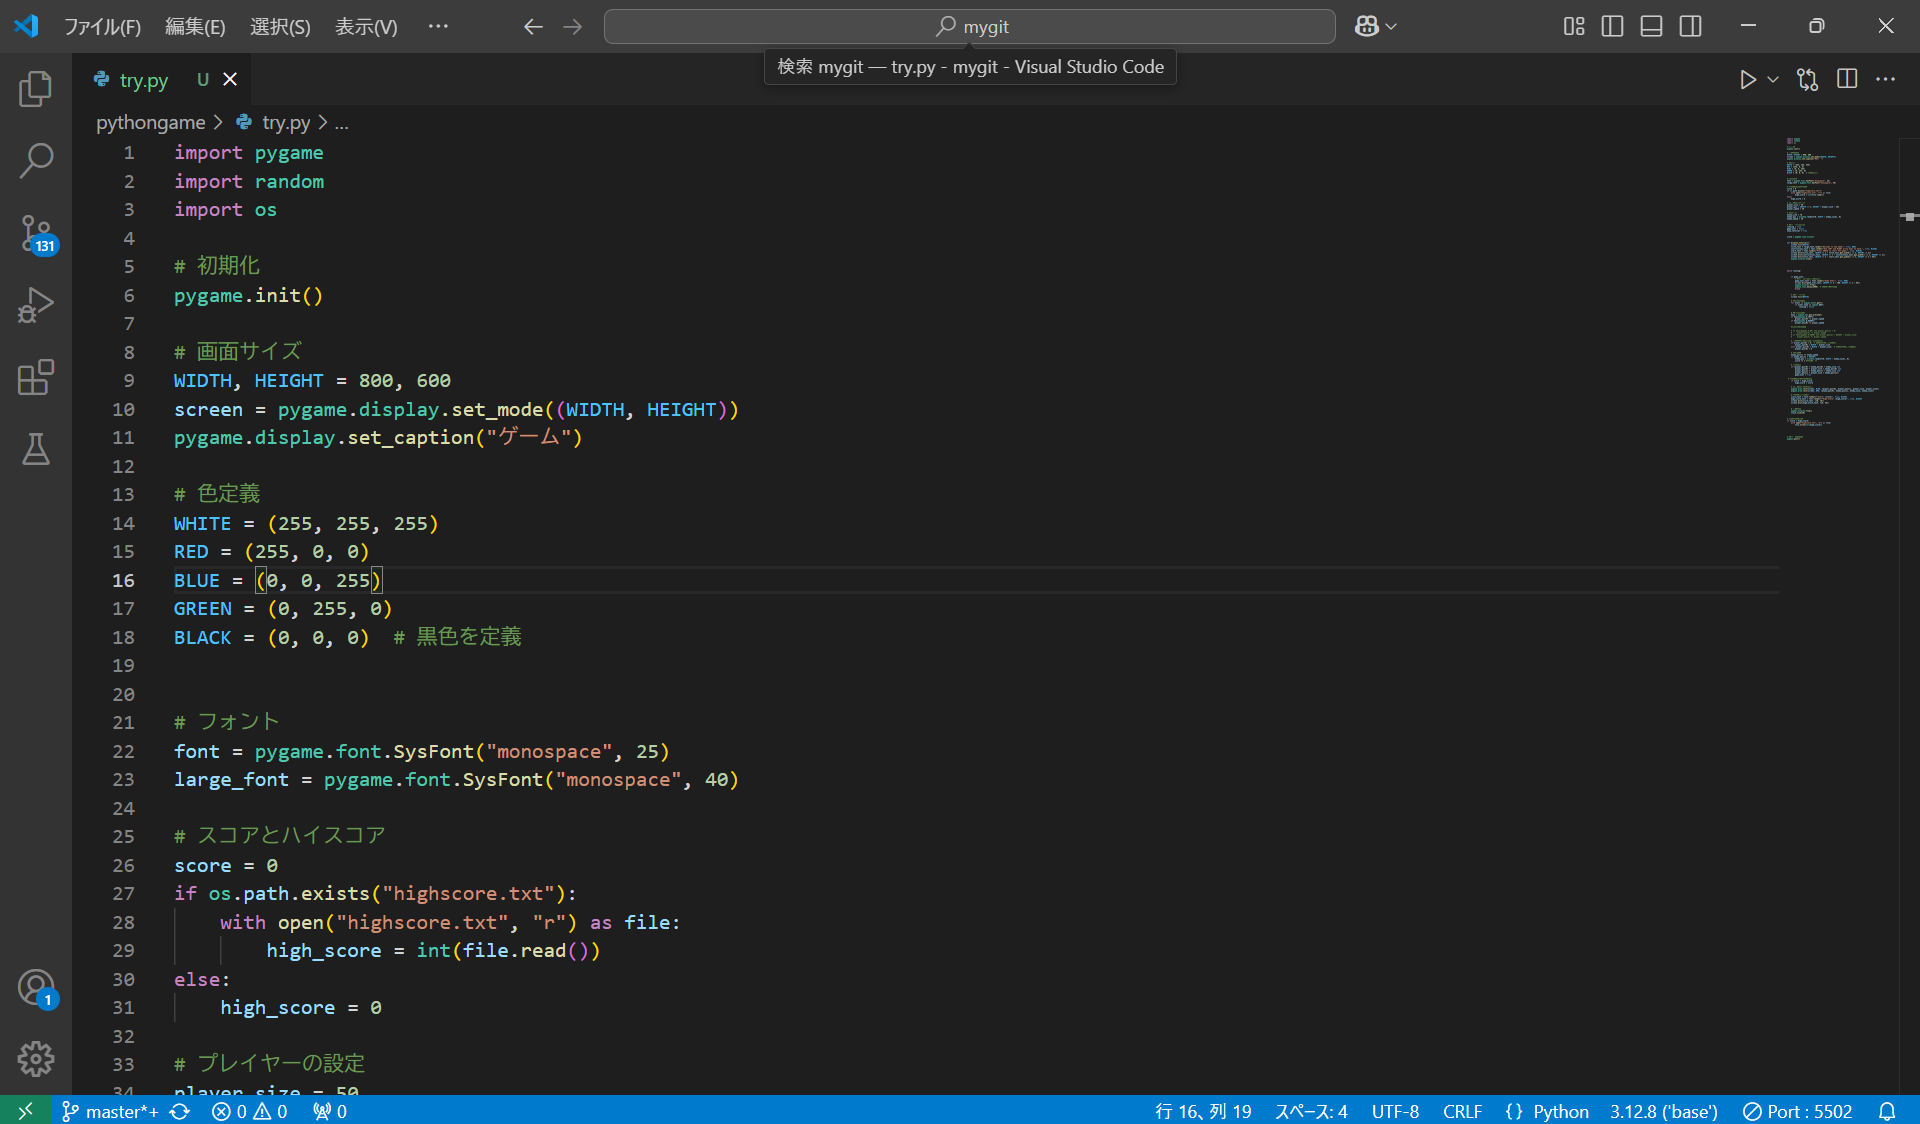 ファイル(F) 編集(E) 選択(S) 表示(V) ··· mygit
検索 mygit — try.py - mygit - Visual Studio Code
try.py U
pythongame > try.py > ...
1 import pygame
2 import random
3 import os
4
5 # 初期化
6 pygame.init()
7
8 # 画面サイズ
9 WIDTH, HEIGHT = 800, 600
10 screen = pygame.display.set_mode((WIDTH, HEIGHT))
11 pygame.display.set_caption("ゲーム")
12
13 # 色定義
14 WHITE = (255, 255, 255)
15 RED = (255, 0, 0)
16 BLUE = (0, 0, 255)
17 GREEN = (0, 255, 0)
18 BLACK = (0, 0, 0)  # 黒色を定義
19
20
21 # フォント
22 font = pygame.font.SysFont("monospace", 25)
23 large_font = pygame.font.SysFont("monospace", 40)
24
25 # スコアとハイスコア
26 score = 0
27 if os.path.exists("highscore.txt"):
28     with open("highscore.txt", "r") as file:
29         high_score = int(file.read())
30 else:
31     high_score = 0
32
33 # プレイヤーの設定
34 player_size = 50
131
1
master*+ 0 0 0 行 16、列 19 スペース: 4 UTF-8 CRLF {} Python 3.12.8 ('base') Port : 5502